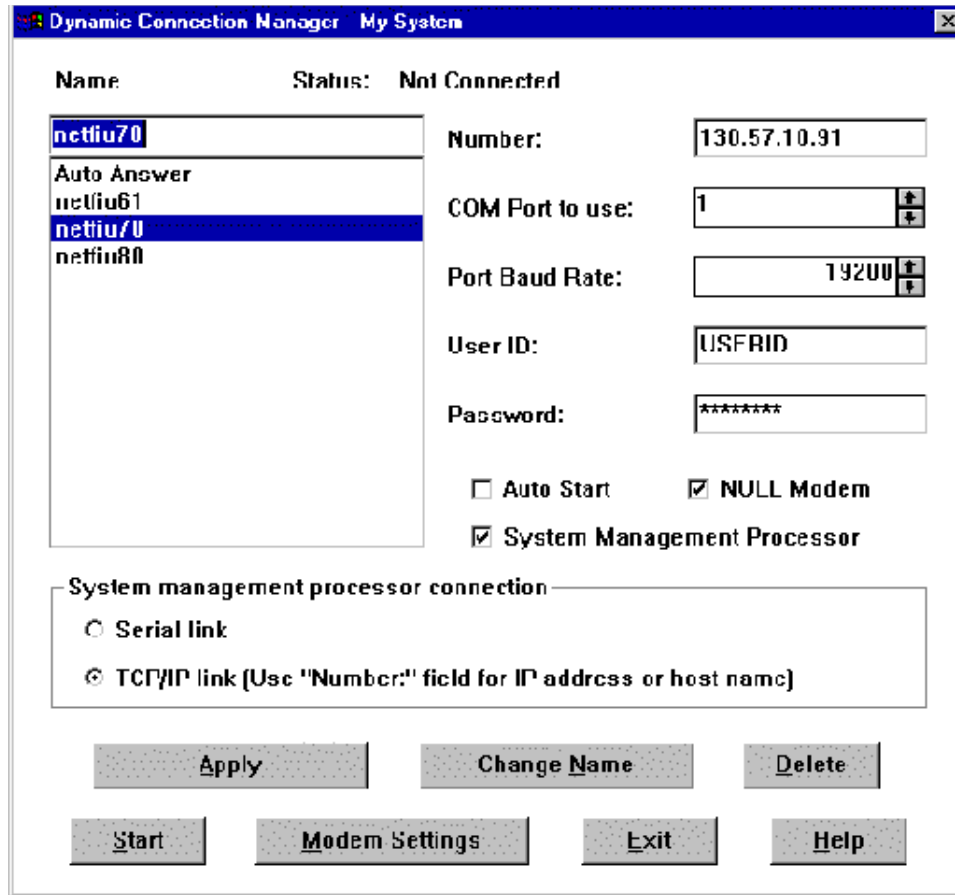 Dynamic Connection Manager My System
Name Status: Not Connected
netfiu70
Auto Answer
netfiu61
netfiu70
netfiu80
Number: 130.57.10.91
COM Port to use: 1
Port Baud Rate: 19200
User ID: USERID
Password: ********
Auto Start NULL Modem
System Management Processor
System management processor connection
Serial link
TCP/IP link (Use "Number:" field for IP address or host name)
Apply Change Name Delete
Start Modem Settings Exit Help